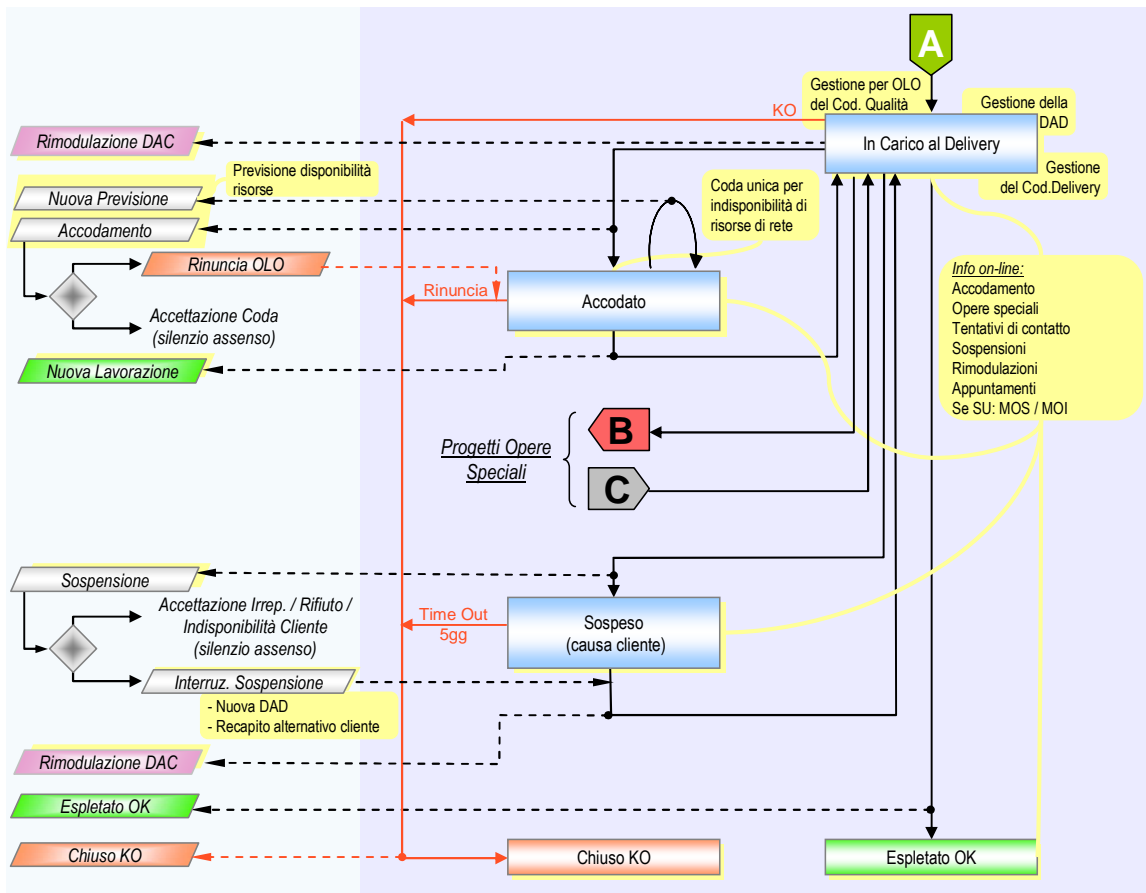 A
Gestione per OLO
del Cod. Qualità
Gestione della
DAD
KO
Rimodulazione DAC
In Carico al Delivery
Previsione disponibilità
risorse
Gestione
del Cod.Delivery
Nuova Previsione
Coda unica per
indisponibilità di
risorse di rete
Accodamento
Rinuncia OLO
Rinuncia
Accodato
Info on-line:
Accodamento
Opere speciali
Tentativi di contatto
Sospensioni
Rimodulazioni
Appuntamenti
Se SU: MOS / MOI
Accettazione Coda
(silenzio assenso)
Nuova Lavorazione
Progetti Opere
Speciali
B
C
Sospensione
Accettazione Irrep. / Rifiuto /
Indisponibilità Cliente
(silenzio assenso)
Time Out
5gg
Sospeso
(causa cliente)
Interruz. Sospensione
- Nuova DAD
- Recapito alternativo cliente
Rimodulazione DAC
Espletato OK
Chiuso KO
Chiuso KO
Espletato OK